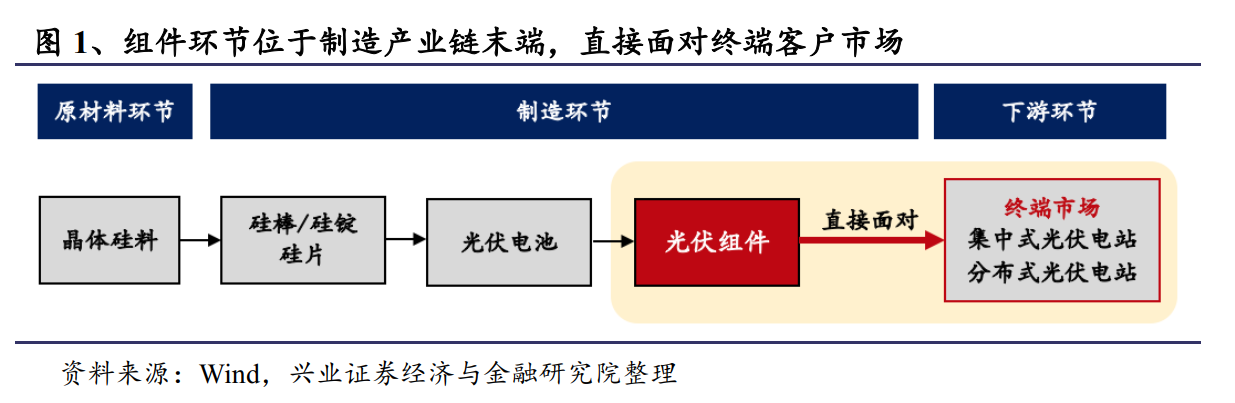 图 1、组件环节位于制造产业链末端，直接面对终端客户市场
原材料环节
制造环节
下游环节
晶体硅料
硅棒/硅锭
硅片
光伏电池
光伏组件
直接面对
终端市场
集中式光伏电站
分布式光伏电站
资料来源：Wind，兴业证券经济与金融研究院整理